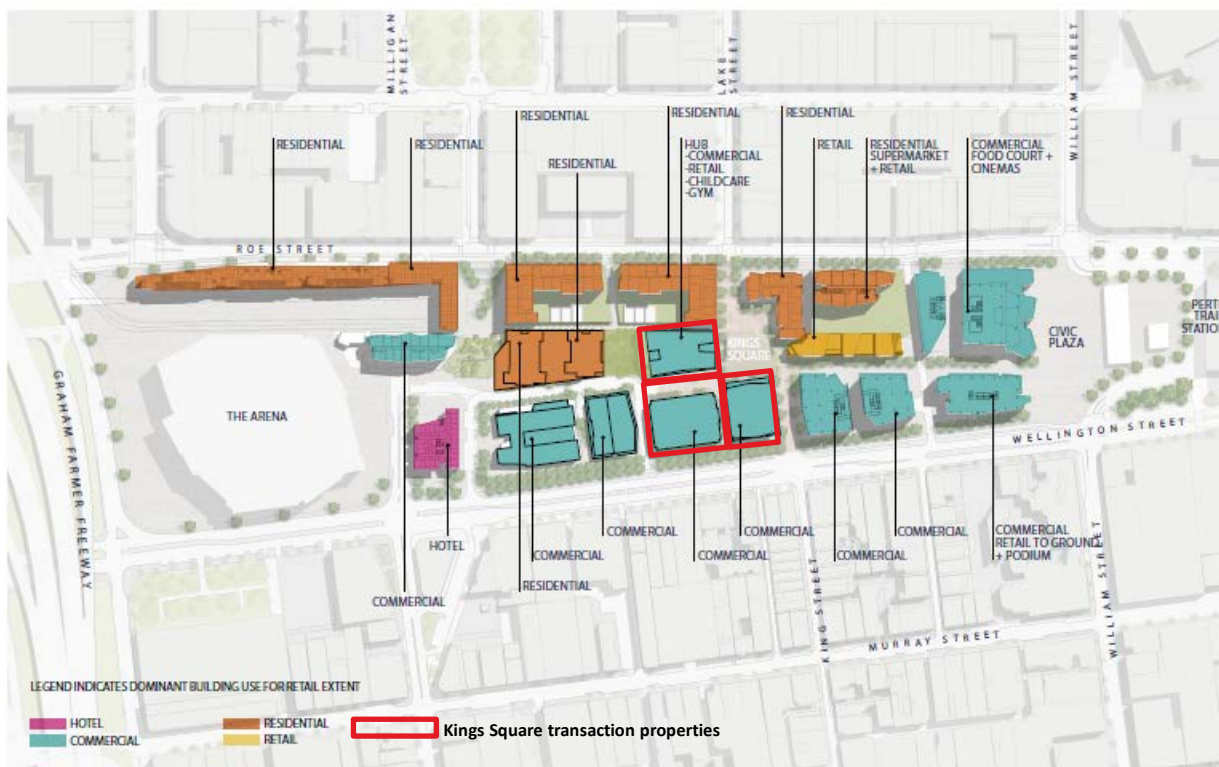 MILLIGAN
STREET
LAKE
STREET
WILLIAM STREET
RESIDENTIAL
RESIDENTIAL
RESIDENTIAL
RESIDENTIAL
RESIDENTIAL
HUB
-COMMERCIAL
-RETAIL
-CHILDCARE
-GYM
RESIDENTIAL
RETAIL
RESIDENTIAL
SUPERMARKET
+ RETAIL
COMMERCIAL
FOOD COURT +
CINEMAS
ROE STREET
KINGS
SQUARE
CIVIC
PLAZA
PERT
TRAI
STATIO
GRAHAM FARMER FREEWAY
THE ARENA
WELLINGTON STREET
HOTEL
COMMERCIAL
COMMERCIAL
RESIDENTIAL
COMMERCIAL
COMMERCIAL
COMMERCIAL
COMMERCIAL
COMMERCIAL
COMMERCIAL
RETAIL TO GROUND
+ PODIUM
KING STREET
MURRAY STREET
WILLIAM STREET
LEGEND INDICATES DOMINANT BUILDING USE FOR RETAIL EXTENT
HOTEL
COMMERCIAL
RESIDENTIAL
RETAIL
Kings Square transaction properties